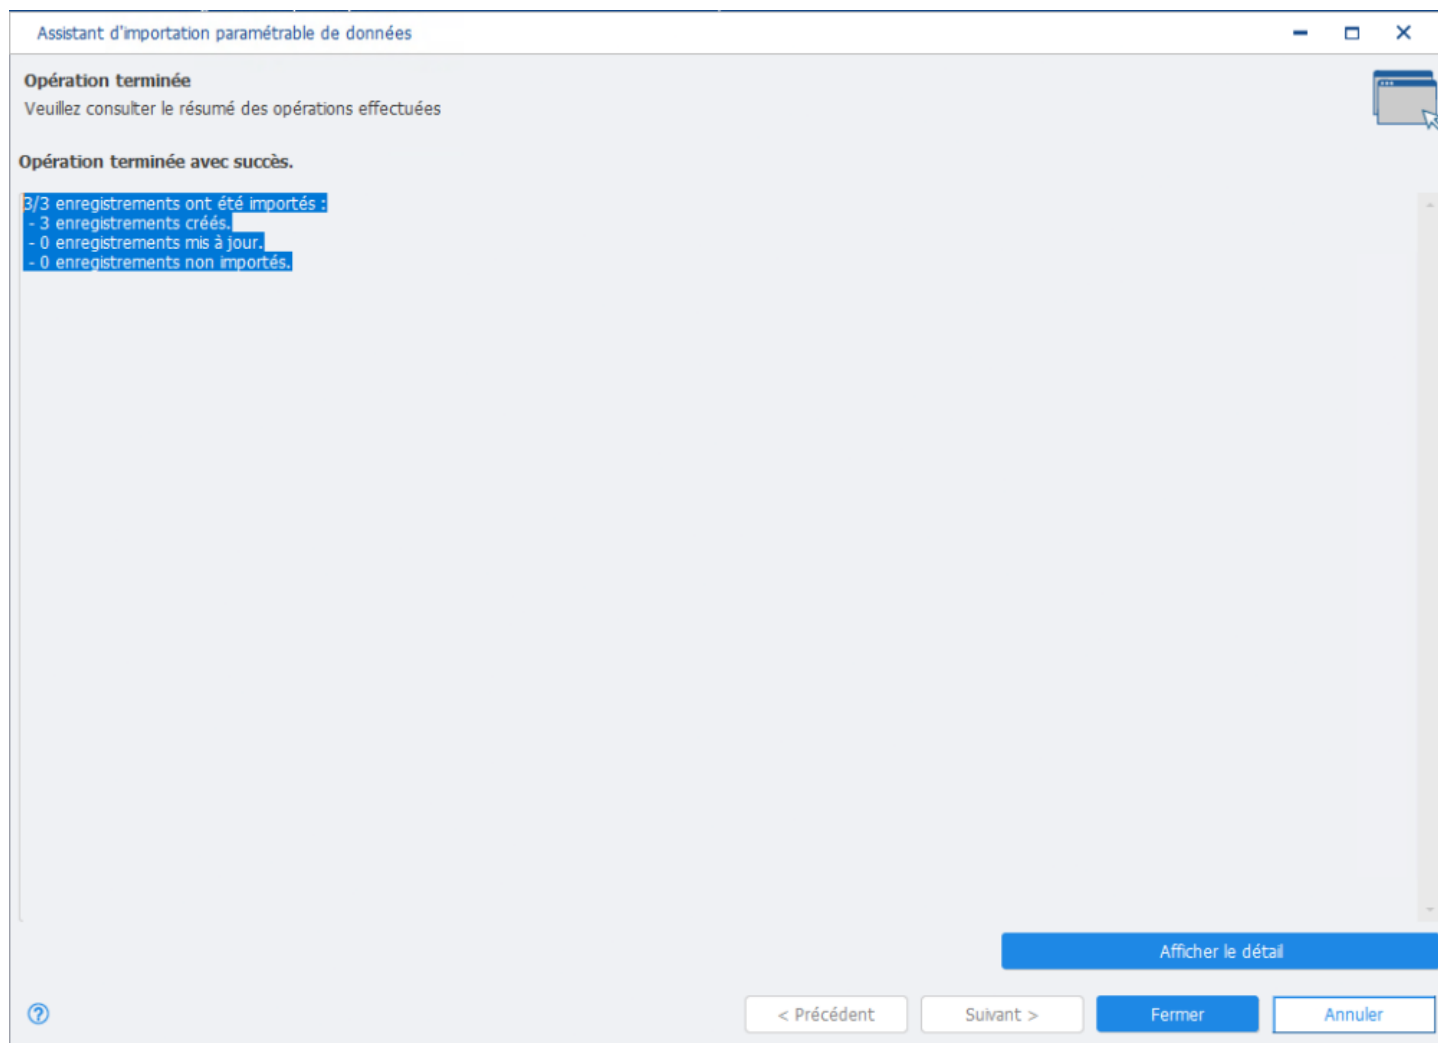 Assistant d'importation paramétrable de données
Opération terminée
Veuillez consulter le résumé des opérations effectuées
Opération terminée avec succès.
3/3 enregistrements ont été importés :
- 3 enregistrements créés.
- 0 enregistrements mis à jour.
- 0 enregistrements non importés.
Afficher le détail
?
< Précédent
Suivant >
Fermer
Annuler